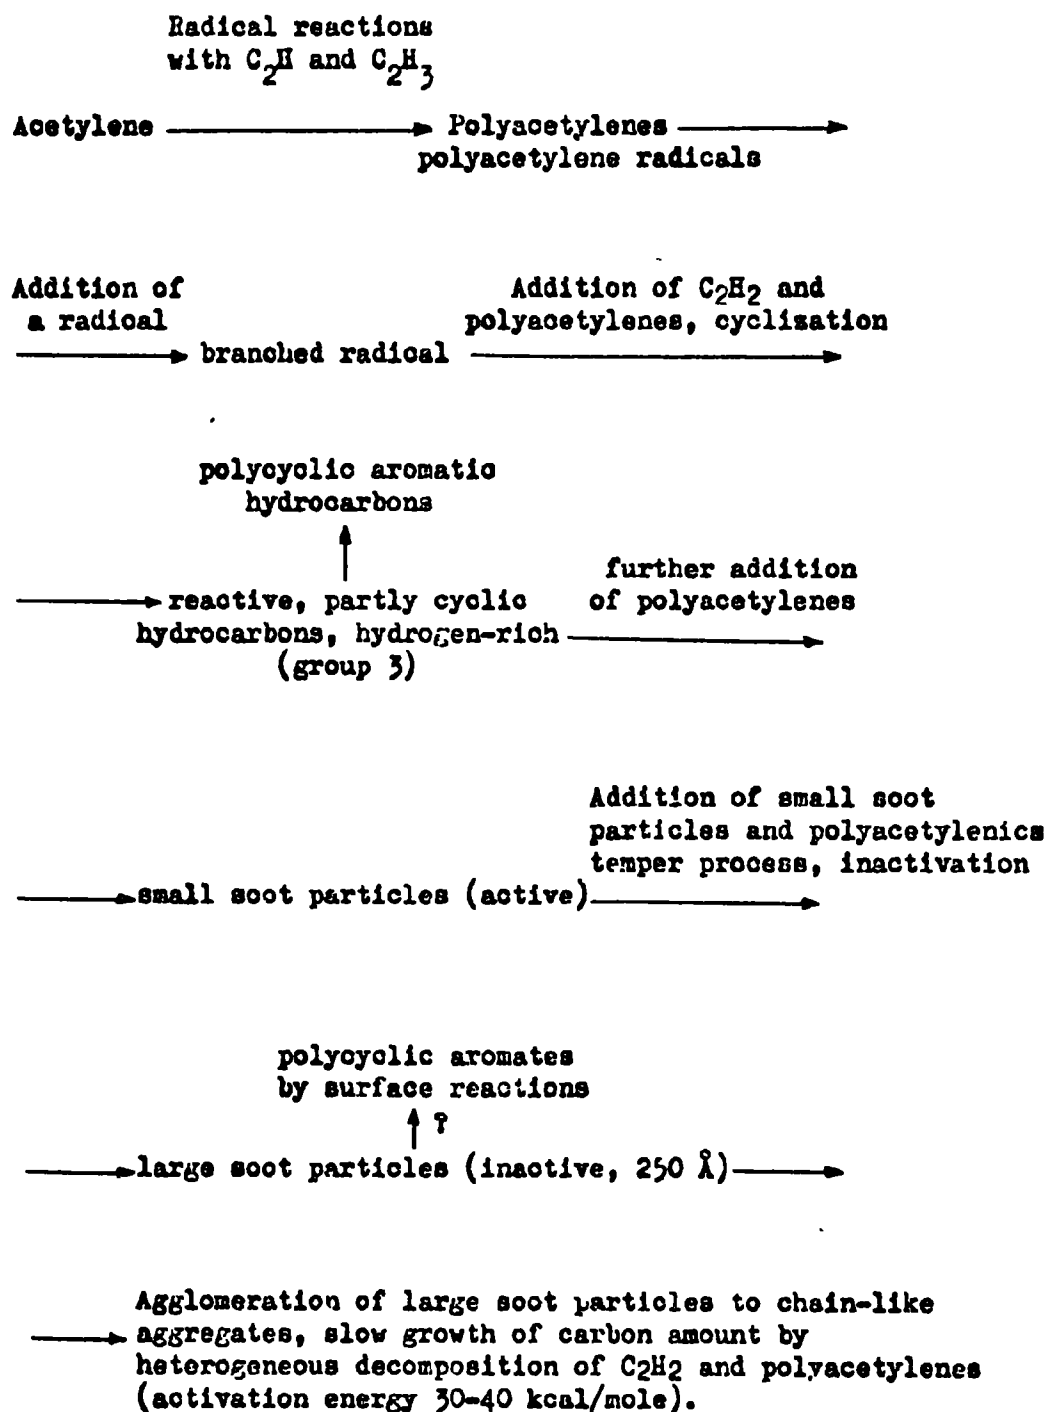 Radical reactions
with C₂H and C₂H₃
Acetylene Polyacetylenes
polyacetylene radicals
Addition of
a radical
Addition of C₂H₂ and
polyacetylenes, cyclization
branched radical
polycyclic aromatic
hydrocarbons
further addition
of polyacetylenes
reactive, partly cyclic
hydrocarbons, hydrogen-rich
(group 3)
Addition of small soot
particles and polyacetylenics
temper process, inactivation
small soot particles (active)
polycyclic aromates
by surface reactions
?
large soot particles (inactive, 250 Å)
Agglomeration of large soot particles to chain-like
aggregates, slow growth of carbon amount by
heterogeneous decomposition of C₂H₂ and polyacetylenes
(activation energy 30-40 kcal/mole).